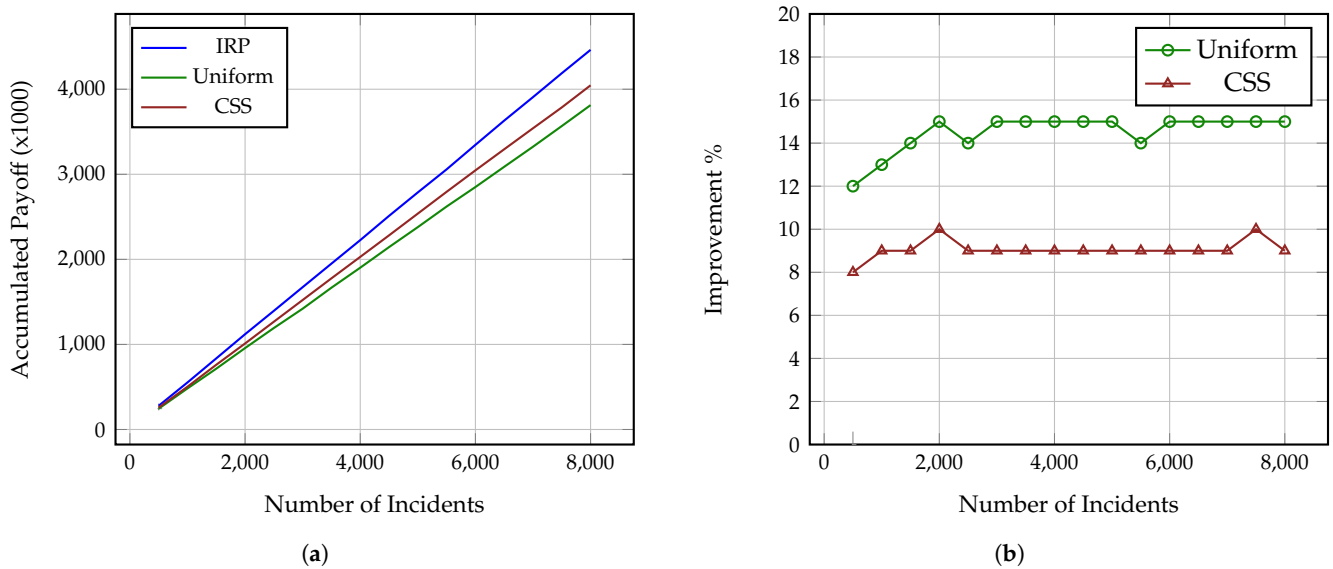 IRP
Uniform
CSS
4,000
3,000
2,000
1,000
0
Accumulated Payoff (x1000)
0 2,000 4,000 6,000 8,000
Number of Incidents
(a)
Uniform
CSS
20
18
16
14
12
10
8
6
4
2
0
Improvement %
0 2,000 4,000 6,000 8,000
Number of Incidents
(b)